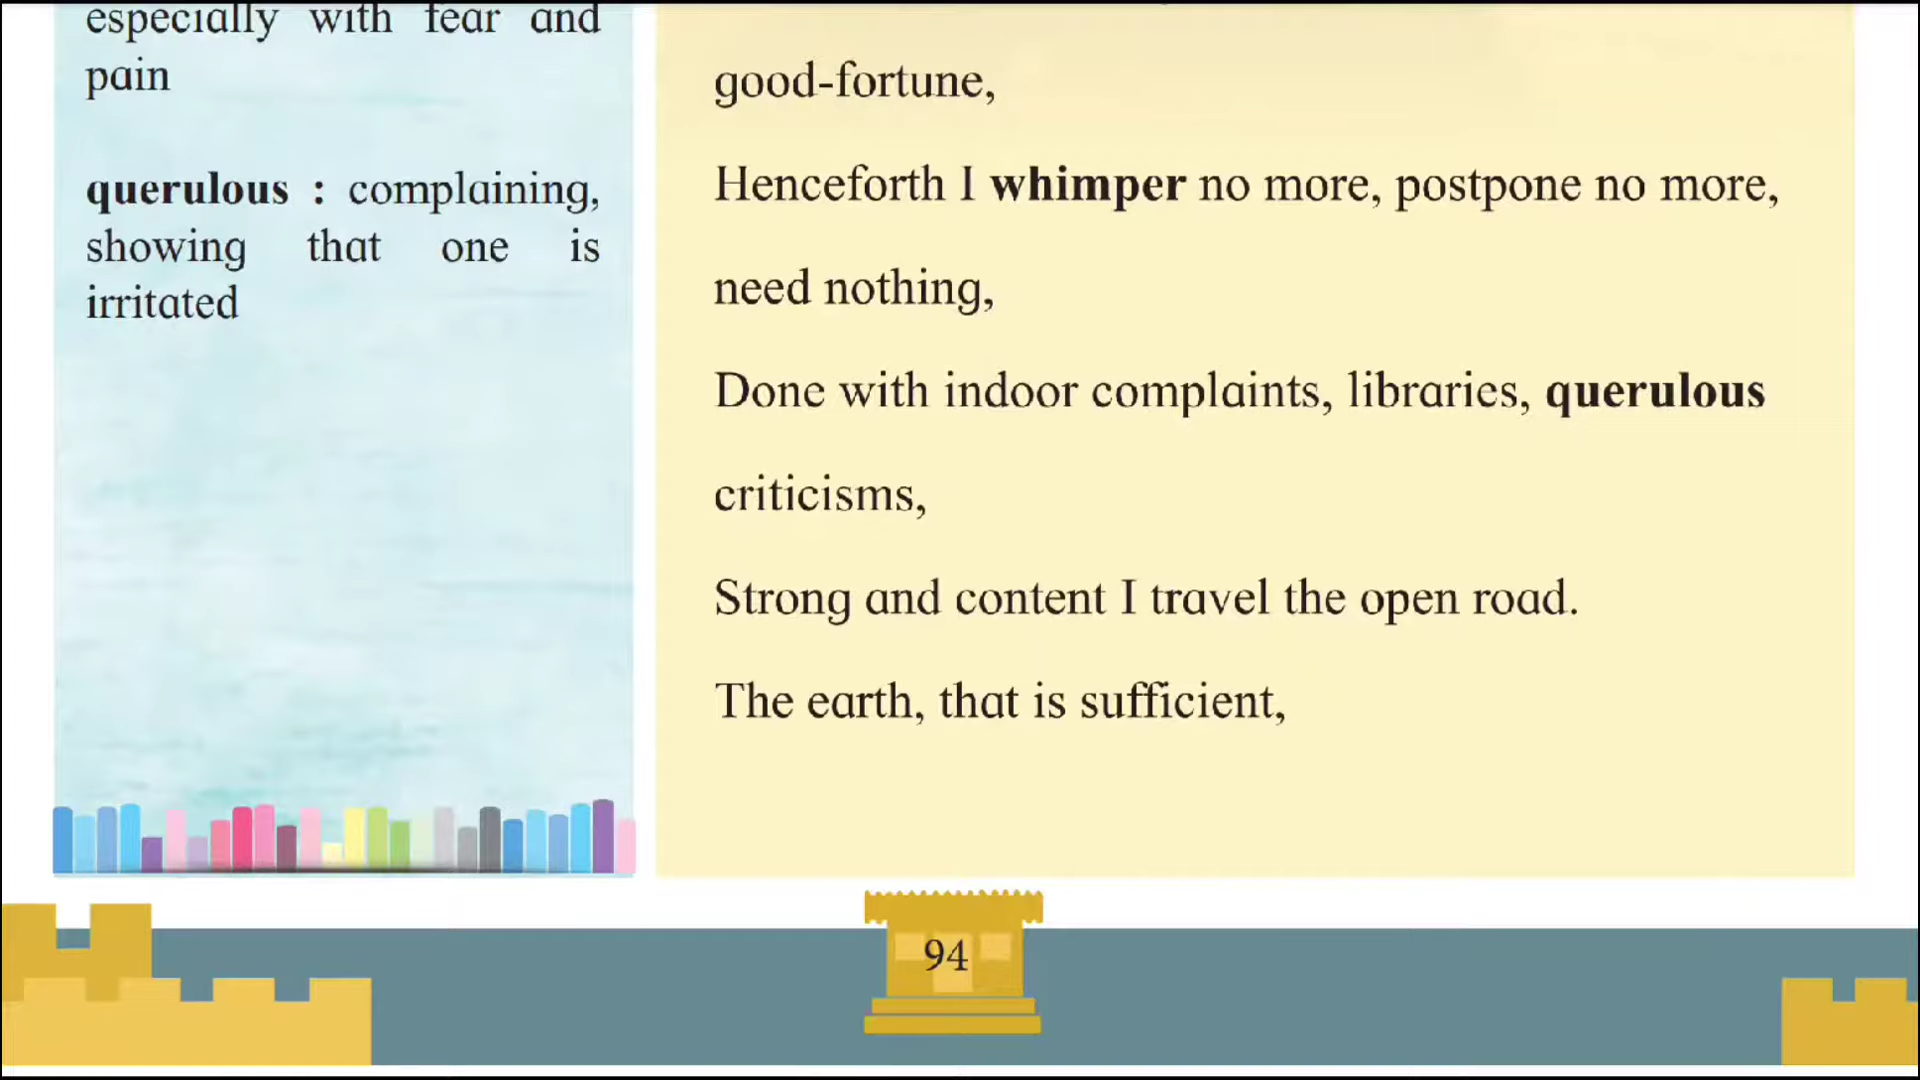 especially with fear and
pain
querulous : complaining,
showing that one is
irritated
good-fortune,
Henceforth I whimper no more, postpone no more,
need nothing,
Done with indoor complaints, libraries, querulous
criticisms,
Strong and content I travel the open road.
The earth, that is sufficient,
94